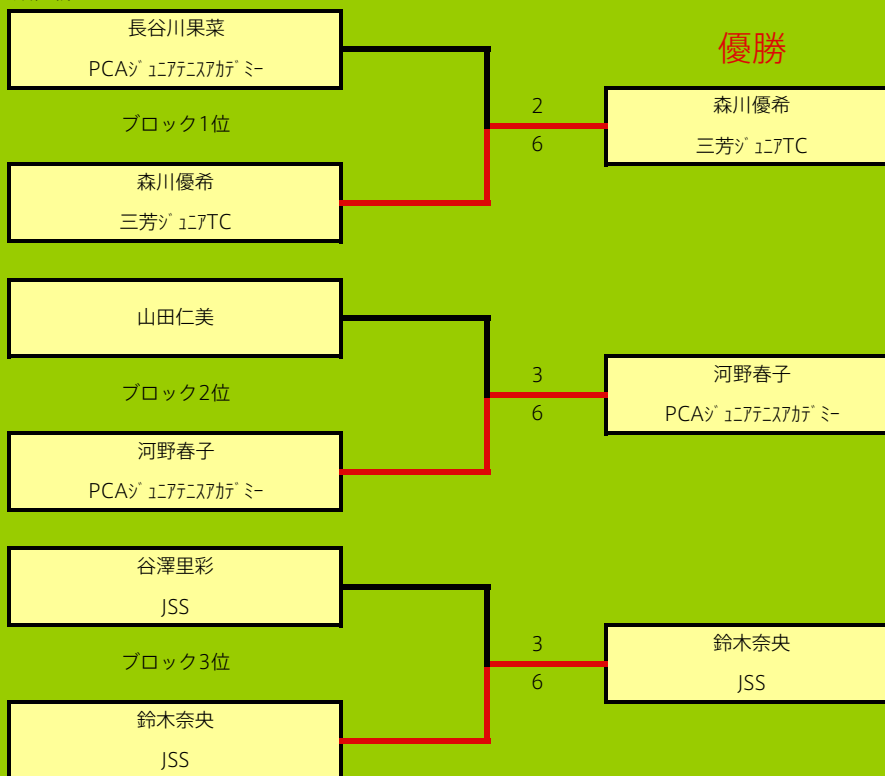 長谷川果菜
PCAｼﾞｭﾆｱﾃﾆｽｱｶﾃﾞﾐｰ
優勝
ブロック1位
2
6
森川優希
三芳ｼﾞｭﾆｱTC
森川優希
三芳ｼﾞｭﾆｱTC
山田仁美
ブロック2位
3
6
河野春子
PCAｼﾞｭﾆｱﾃﾆｽｱｶﾃﾞﾐｰ
河野春子
PCAｼﾞｭﾆｱﾃﾆｽｱｶﾃﾞﾐｰ
谷澤里彩
JSS
ブロック3位
3
6
鈴木奈央
JSS
鈴木奈央
JSS